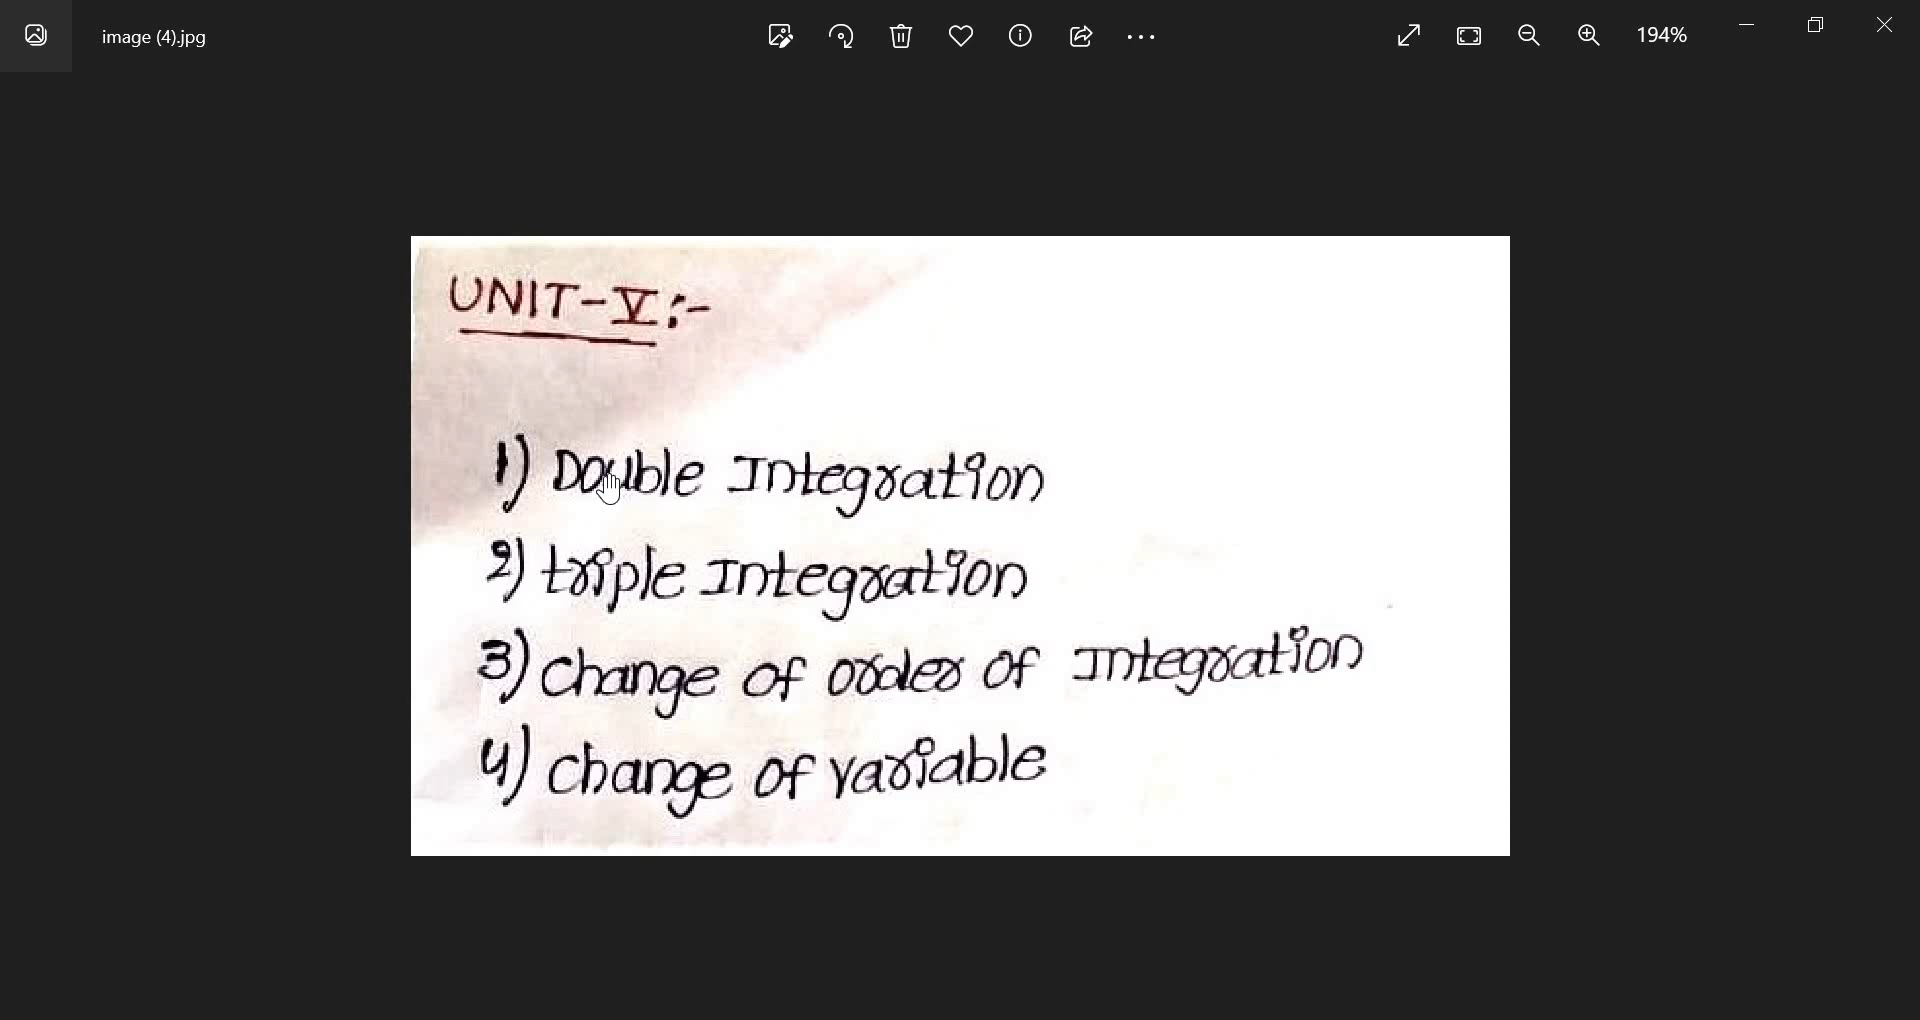 image (4).jpg
194%
UNIT-V:-
1) Double Integration
2) triple Integration
3) change of order of Integration
4) change of variable